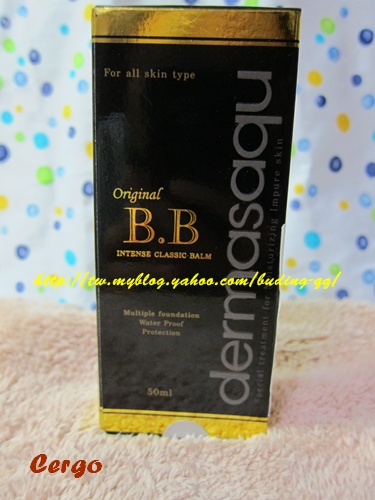 For all skin type
Original
B.B
INTENSE CLASSIC BALM
http://tw.myblog.yahoo.com/buding-gg/
Multiple foundation
Water Proof
Protection
50ml
dermasaqu
special treatment for moisturizing Impure skin
Cergo